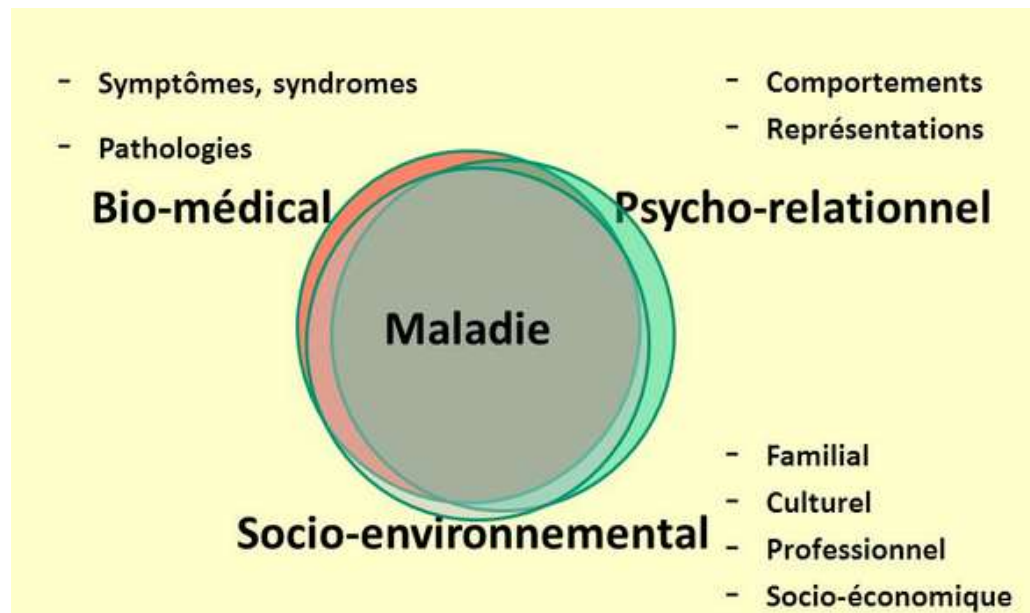 - Symptômes, syndromes
- Pathologies
Bio-médical
- Comportements
- Représentations
Psycho-relationnel
Maladie
Socio-environnemental
- Familial
- Culturel
- Professionnel
- Socio-économique